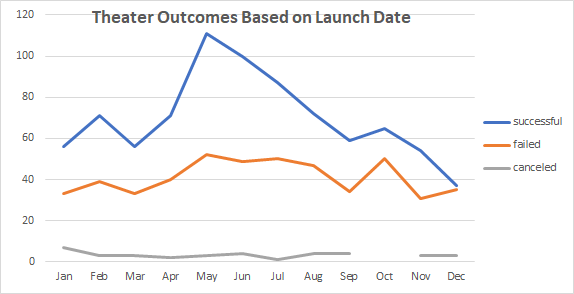 Theater Outcomes Based on Launch Date
120
100
80
60
40
20
0
Jan Feb Mar Apr May Jun Jul Aug Sep Oct Nov Dec
successful
failed
canceled